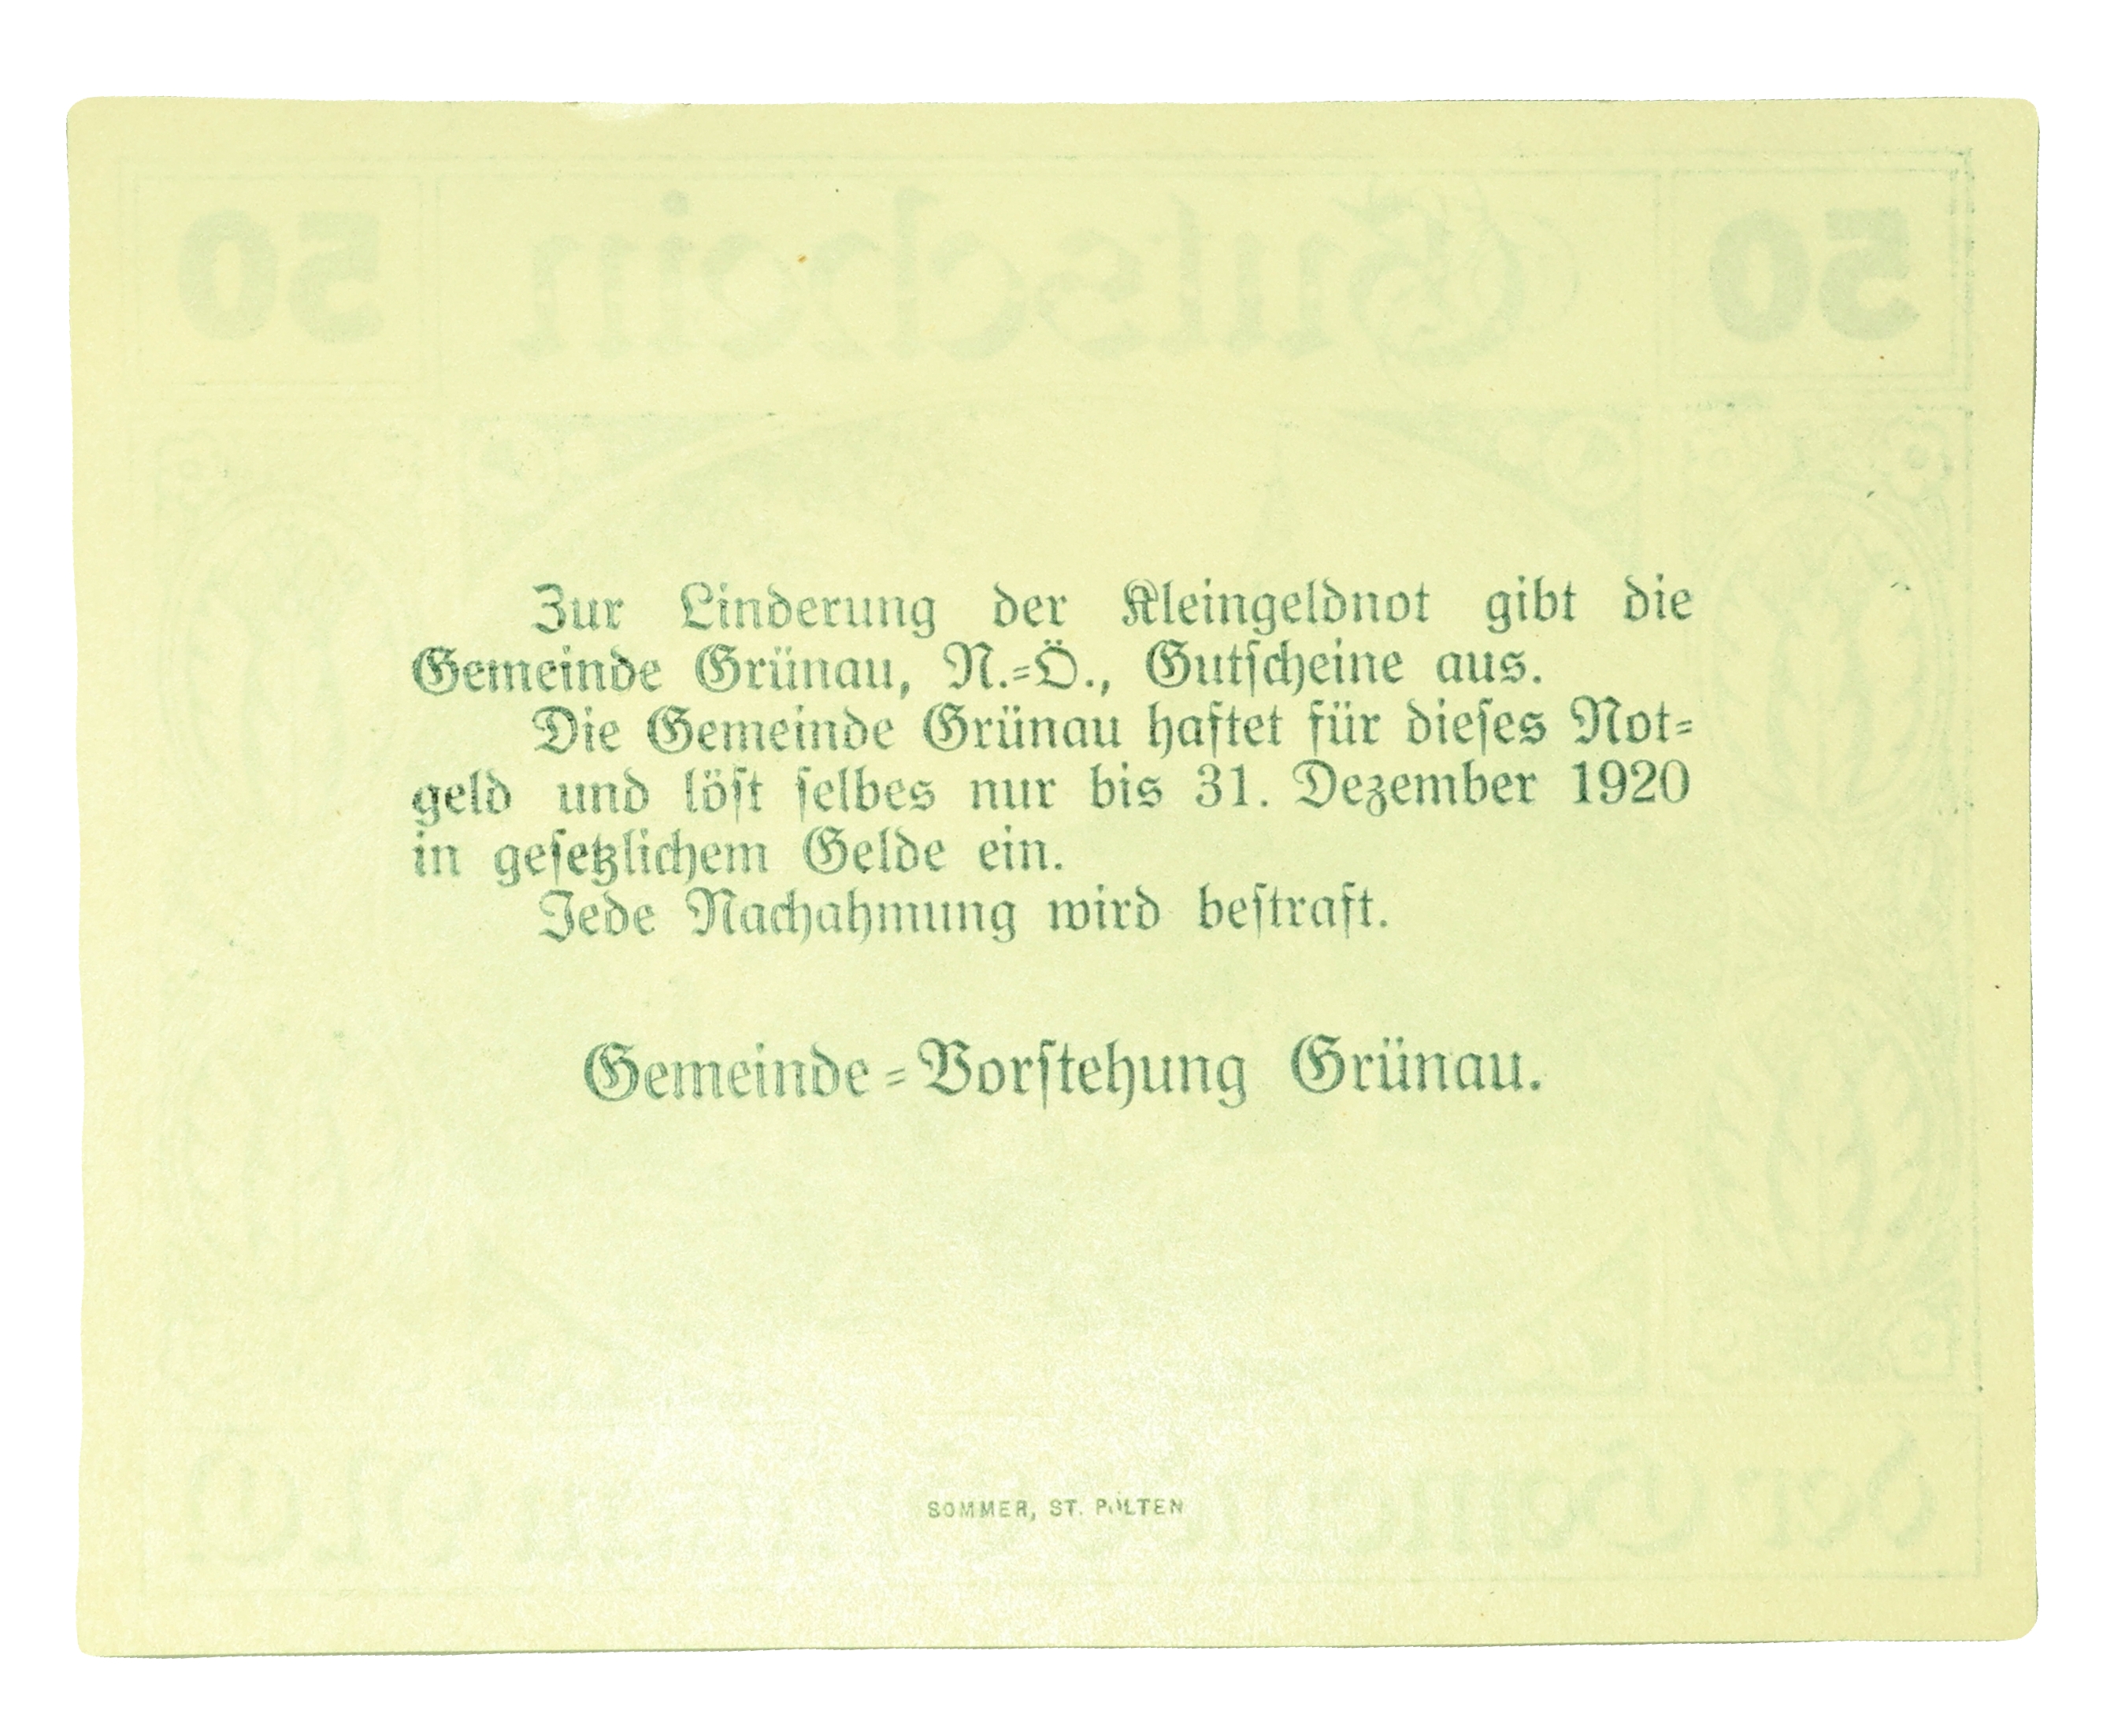 Zur Linderung der Kleingeldnot gibt die
Gemeinde Grünau, N.=Ö., Gutscheine aus.
Die Gemeinde Grünau haftet für dieses Not=
geld und löst selbes nur bis 31. Dezember 1920
in gesetzlichem Gelde ein.
Jede Nachahmung wird bestraft.
Gemeinde=Vorstehung Grünau.
SOMMER, ST. PÖLTEN